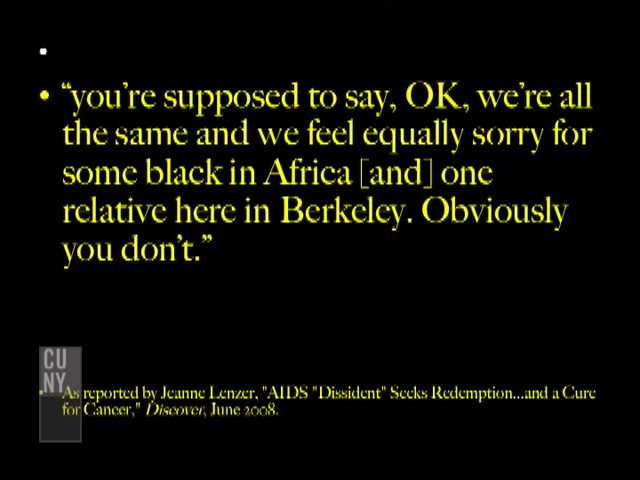 • 
• “you’re supposed to say, OK, we’re all
the same and we feel equally sorry for
some black in Africa [and] one
relative here in Berkeley. Obviously
you don’t.”
CU
NY
• As reported by Jeanne Lenzer, "AIDS "Dissident" Seeks Redemption...and a Cure
for Cancer," Discover, June 2008.